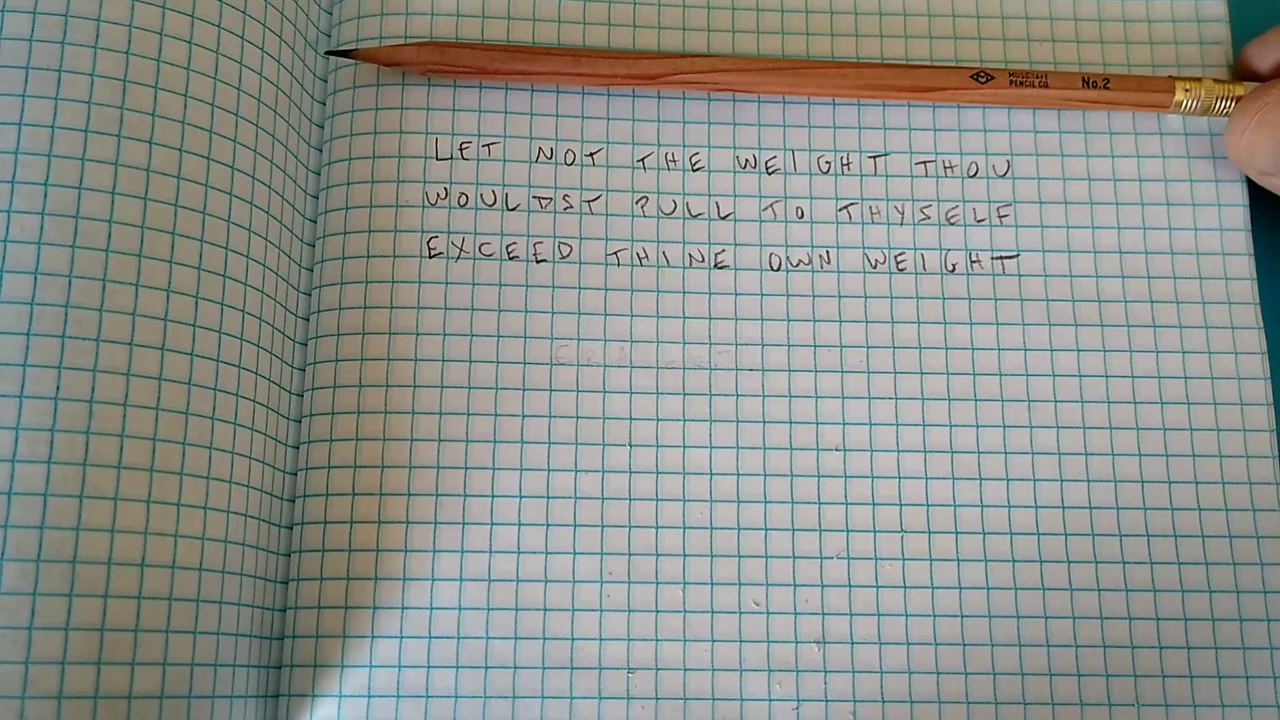 MUSGRAVE
PENCIL CO.
No.2
LET NOT THE WEIGHT THOU
WOULDST PULL TO THYSELF
EXCEED THINE OWN WEIGHT